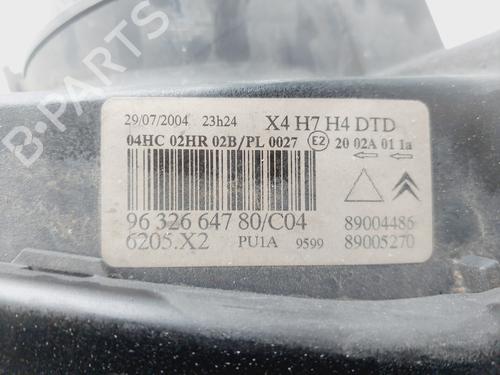 29/07/2004 23h24 X4 H7 H4 DTD
04HC 02HR 02B/PL 0027 E2 20 02A 01 1a
96 326 647 80/C04 89004486
6205.X2 PU1A 9599 89005270
B-PARTS